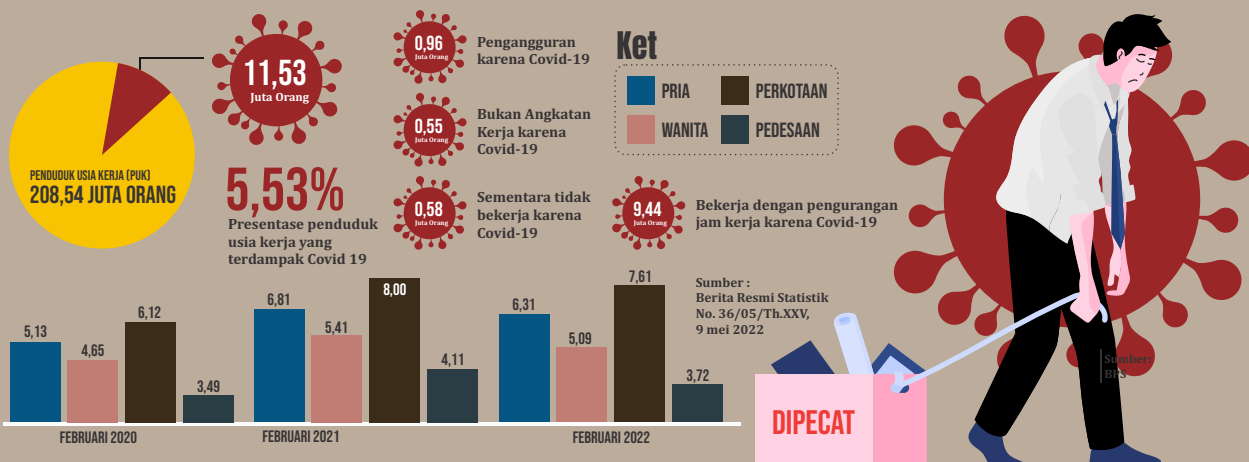 PENDUDUK USIA KERJA (PUK)
208,54 JUTA ORANG
11,53
Juta Orang
5,53%
Presentase penduduk
usia kerja yang
terdampak Covid 19
0,96
Juta Orang
Pengangguran
karena Covid-19
0,55
Juta Orang
Bukan Angkatan
Kerja karena
Covid-19
0,58
Juta Orang
Sementara tidak
bekerja karena
Covid-19
9,44
Juta Orang
Bekerja dengan pengurangan
jam kerja karena Covid-19
Ket
PRIA
PERKOTAAN
WANITA
PEDESAAN
5,13
4,65
6,12
3,49
FEBRUARI 2020
6,81
5,41
8,00
4,11
FEBRUARI 2021
6,31
5,09
7,61
3,72
FEBRUARI 2022
Sumber :
Berita Resmi Statistik
No. 36/05/Th.XXV,
9 mei 2022
DIPECAT
Sumber:
BPS